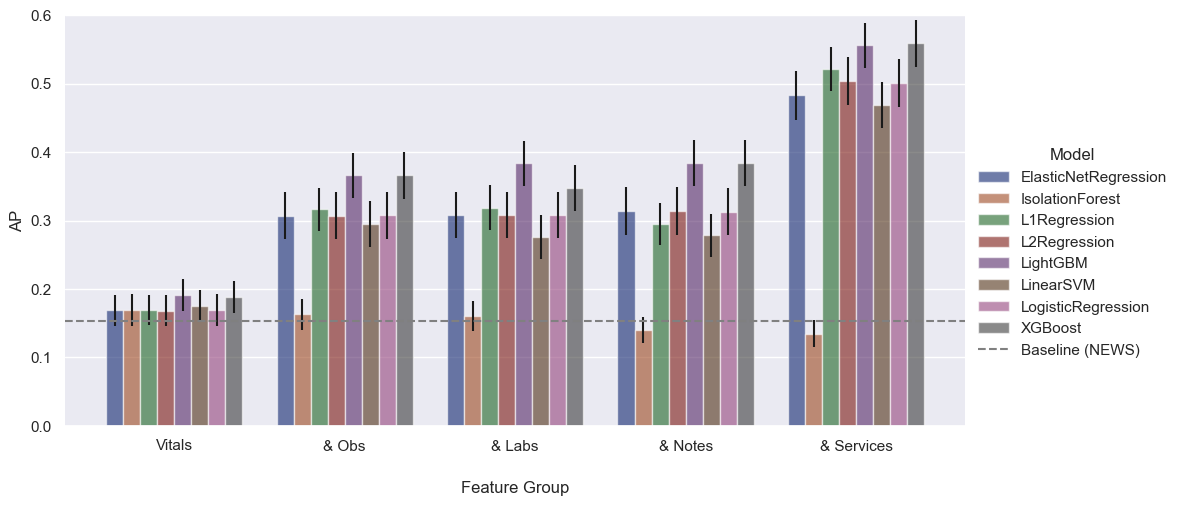 0.6
0.5
0.4
0.3
0.2
0.1
0.0
AP
Vitals
& Obs
& Labs
& Notes
& Services
Feature Group
Model
ElasticNetRegression
IsolationForest
L1Regression
L2Regression
LightGBM
LinearSVM
LogisticRegression
XGBoost
Baseline (NEWS)